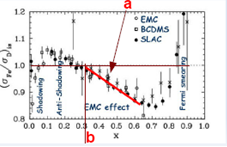 a
1.2
1.1
1.0
0.9
0.8
EMC
BCDMS
SLAC
Shadowing
Anti-Shadowing
EMC effect
Fermi smearing
0.0 0.1 0.2 0.3 0.4 0.5 0.6 0.7 0.8 0.9 1.0
b
x